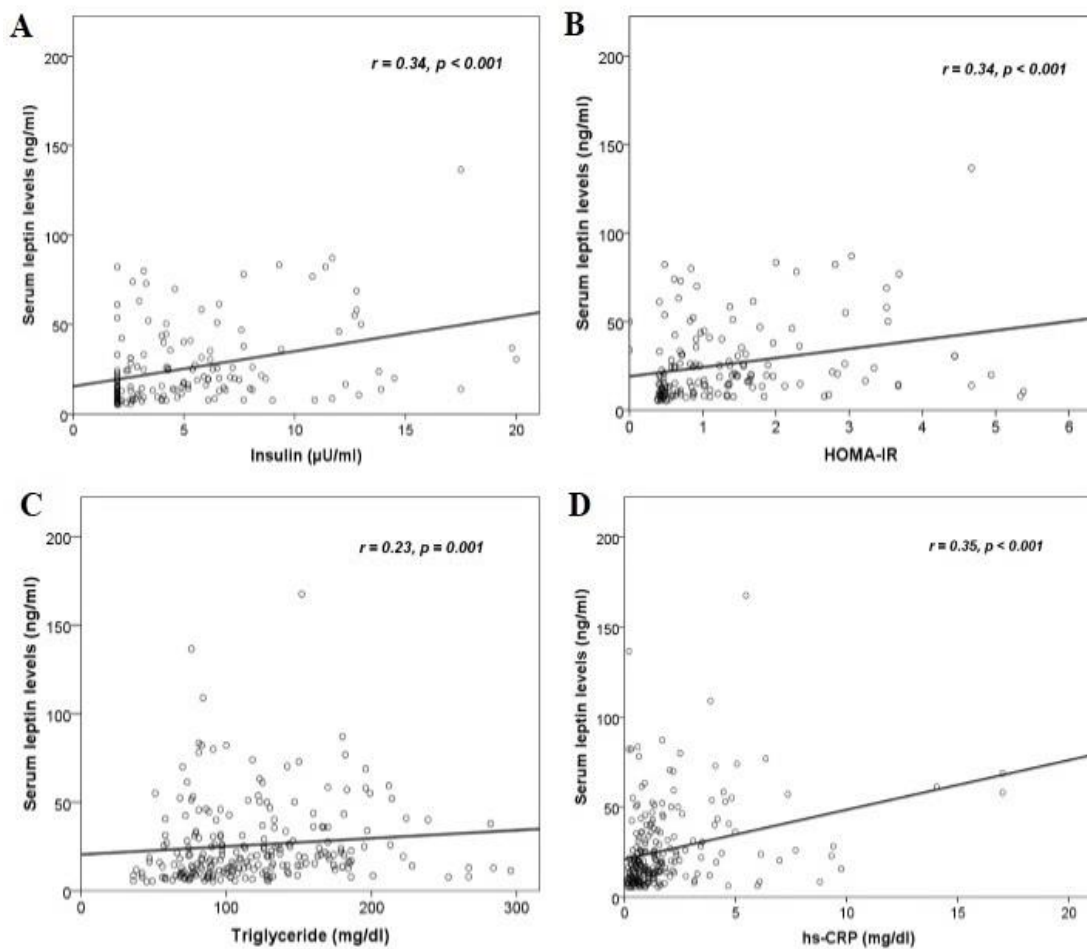 A
r = 0.34, p < 0.001
Serum leptin levels (ng/ml)
200
150
100
50
0
0 5 10 15 20
Insulin (µU/ml)
B
r = 0.34, p < 0.001
Serum leptin levels (ng/ml)
200
150
100
50
0
0 1 2 3 4 5 6
HOMA-IR
C
r = 0.23, p = 0.001
Serum leptin levels (ng/ml)
200
150
100
50
0
0 100 200 300
Triglyceride (mg/dl)
D
r = 0.35, p < 0.001
Serum leptin levels (ng/ml)
200
150
100
50
0
0 5 10 15 20
hs-CRP (mg/dl)